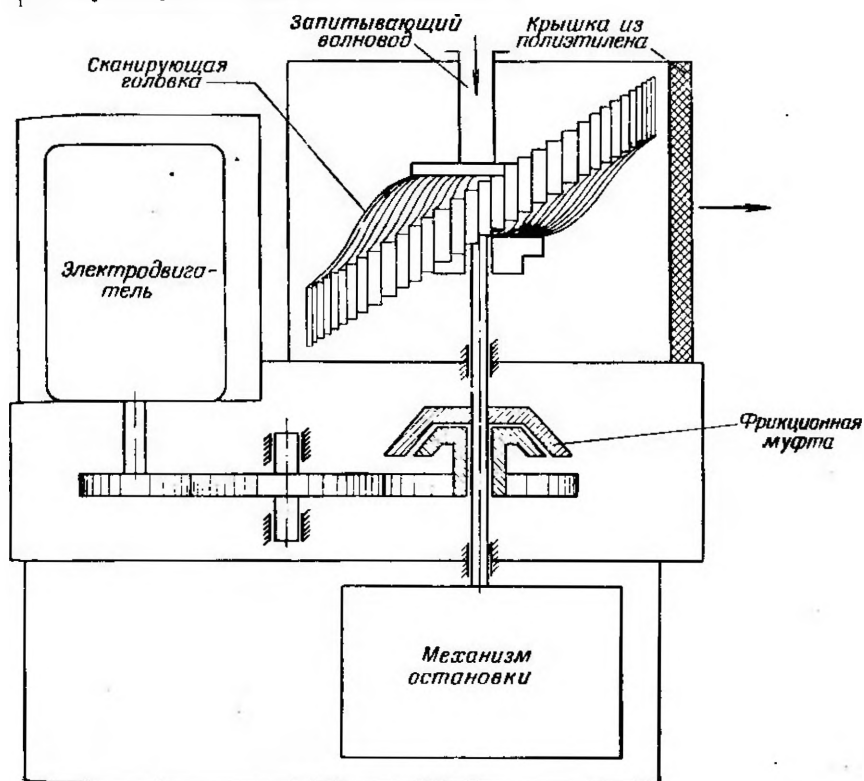 Запитывающий
волновод
Крышка из
полиэтилена
Сканирующая
головка
Электродвига-
тель
Фрикционная
муфта
Механизм
остановки